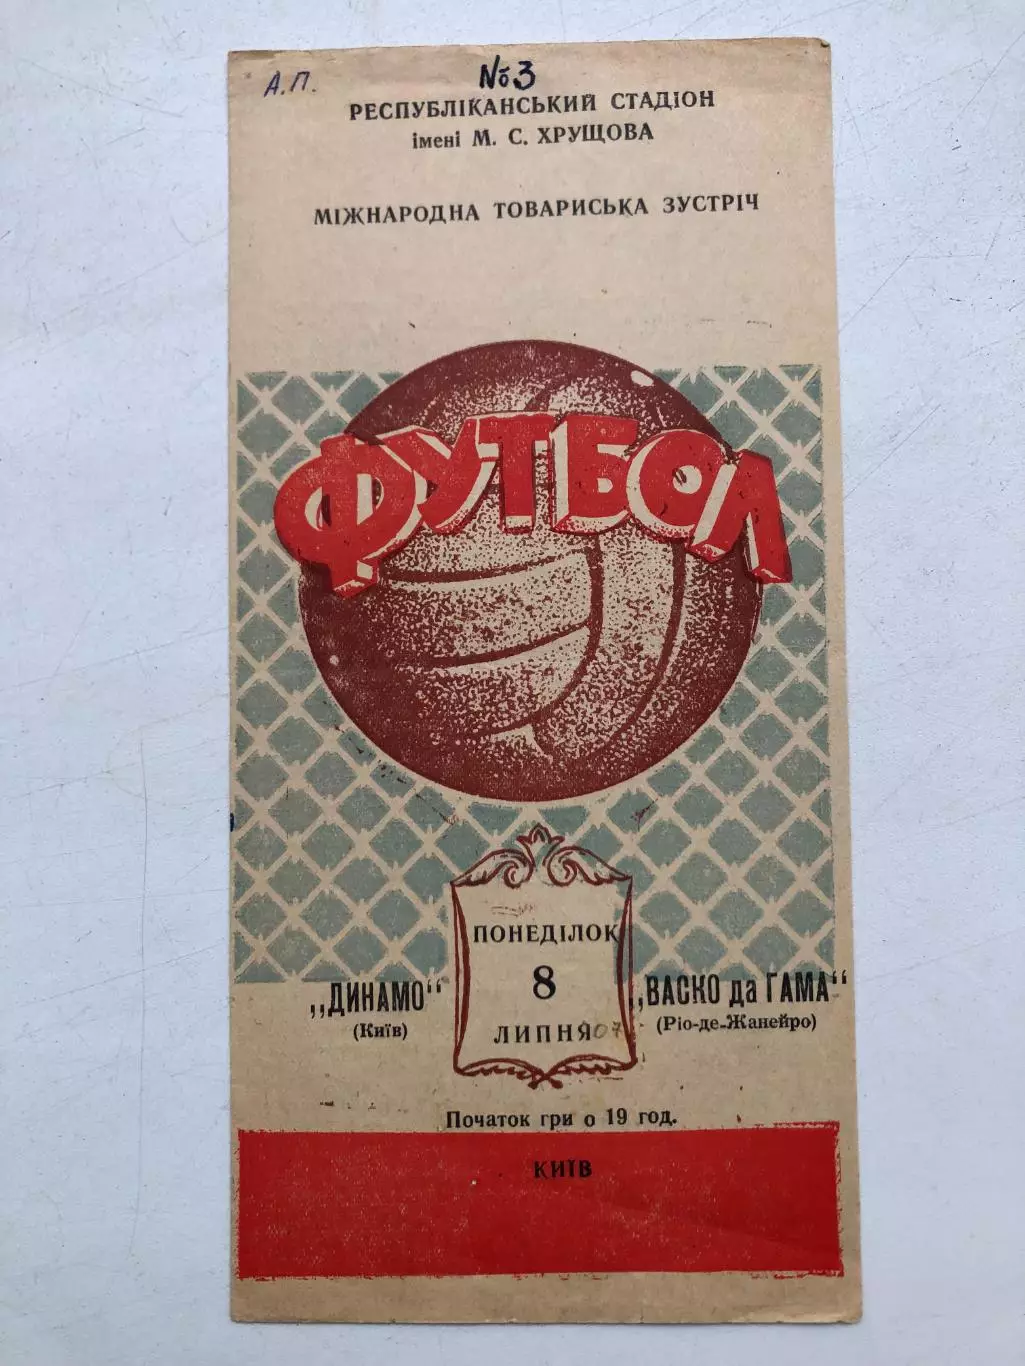 А.П.
№3
РЕСПУБЛІКАНСЬКИЙ СТАДІОН
імені М. С. ХРУЩОВА
МІЖНАРОДНА ТОВАРИСЬКА ЗУСТРІЧ
ФУТБОЛ
ПОНЕДІЛОК
8
ЛИПНЯ 07
„ДИНАМО“
(Київ)
„ВАСКО да ГАМА“
(Ріо-де-Жанейро)
Початок гри о 19 год.
КИЇВ